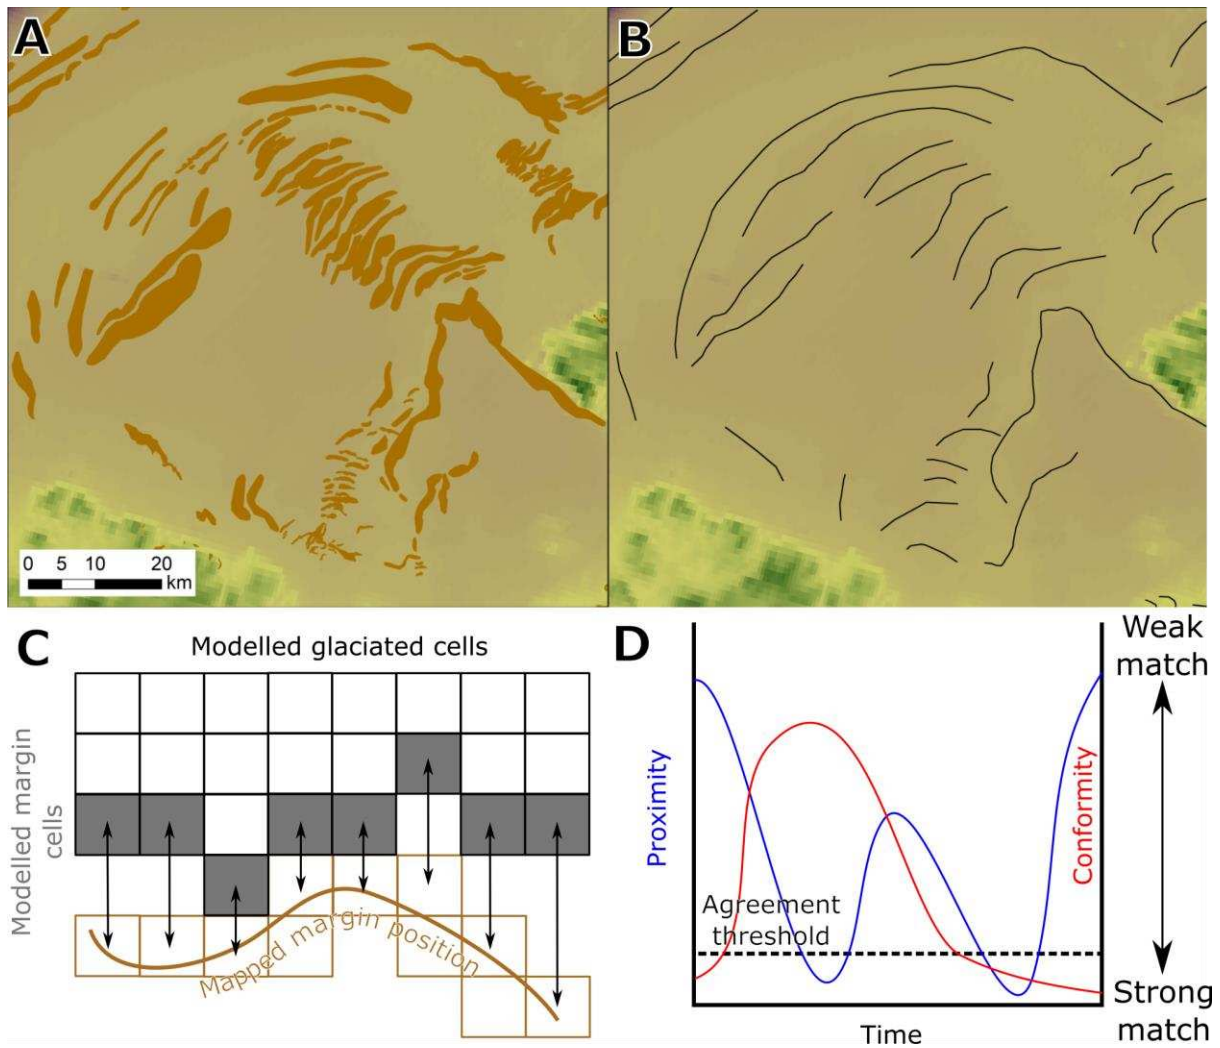 A
B
0 5 10 20
km
C
Modelled glaciated cells
Modelled margin
cells
Mapped margin position
D
Weak
match
Proximity
Conformity
Agreement
threshold
Strong
match
Time